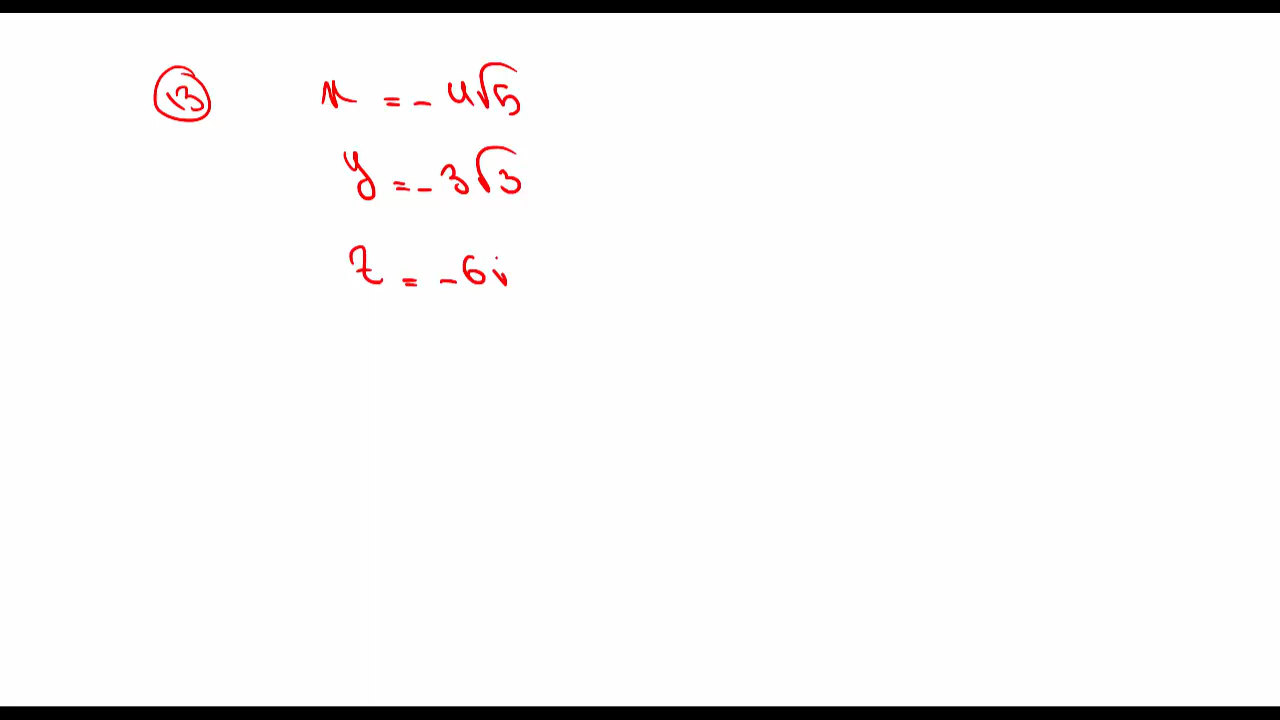 13 x = - 4√5
y = - 3√3
z = - 6i